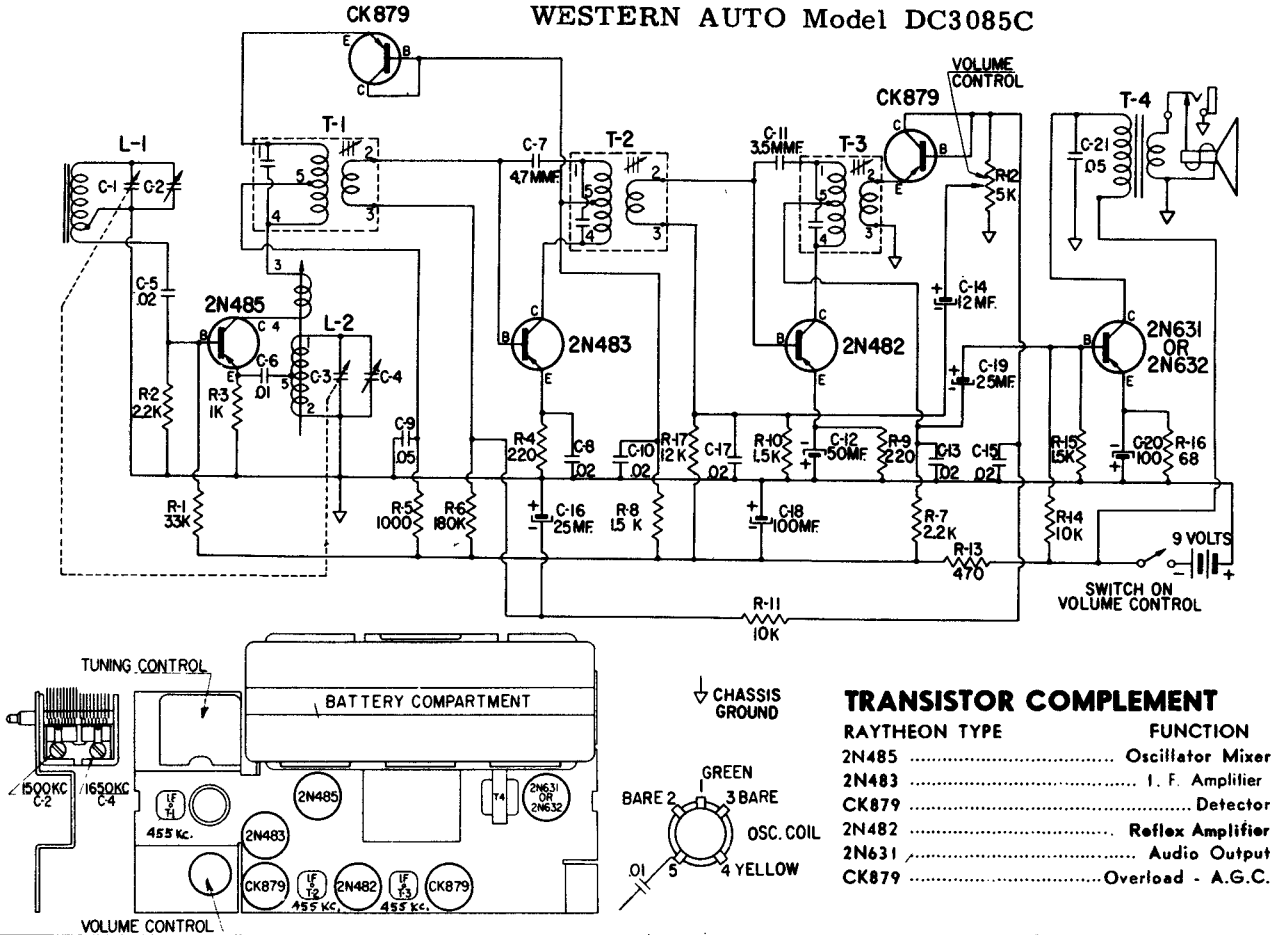 WESTERN AUTO Model DC3085C
CK879
E
B
C
VOLUME
CONTROL
CK879
C
B
E
T-4
L-1
T-1
C-7
4.7MMF.
T-2
C-11
3.5MMF.
T-3
C-21
.05
C-1
C-2
1
2
5
3
4
1
2
5
3
4
1
2
5
3
4
R-12
5K
C-5
.02
2N485
B
C
E
3
4
L-2
1
5
2
C-6
.01
C-3
C-4
C
B
E
2N483
C
B
E
2N482
C-14
12MF.
C-19
25MF.
C
B
E
2N631
OR
2N632
R-2
2.2K
R-3
1K
C-9
.05
R-4
220
C-8
.02
C-10
.02
R-17
12K
C-17
.02
R-10
1.5K
C-12
50MF.
R-9
220
C-13
.02
C-15
.02
R-15
1.5K
C-20
100
R-16
68
R-1
33K
R-5
1000
R-6
180K
C-16
25MF.
R-8
1.5 K
C-18
100MF.
R-7
2.2K
R-13
470
R-14
10K
9 VOLTS
- +
SWITCH ON
VOLUME CONTROL
R-11
10K
TUNING CONTROL
BATTERY COMPARTMENT
1500KC
C-2
1650KC
C-4
I.F
T-1
455 Kc.
2N485
T4
2N631
OR
2N632
2N483
CK879
I.F
T-2
455 KC.
2N482
I.F
T-3
455 KC.
CK879
VOLUME CONTROL
CHASSIS
GROUND
GREEN
1
BARE 2
3 BARE
OSC. COIL
.01
5
4 YELLOW
TRANSISTOR COMPLEMENT
RAYTHEON TYPE FUNCTION
2N485 ............................... Oscillator Mixer
2N483 ................................... I. F. Amplifier
CK879 .......................................... Detector
2N482 ............................... Reflex Amplifier
2N631 ................................... Audio Output
CK879 ............................Overload - A.G.C.